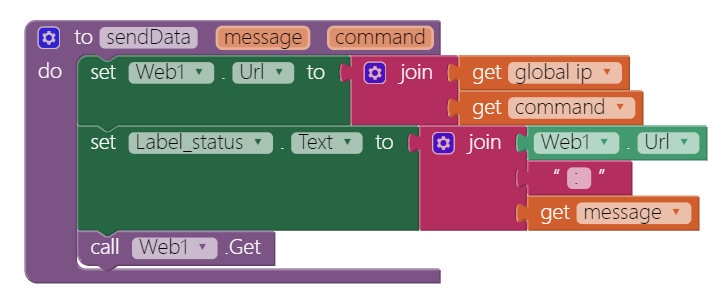 to sendData message command
do set Web1 . Url to join get global ip
get command
set Label_status . Text to join Web1 . Url
“ : ”
get message
call Web1 .Get